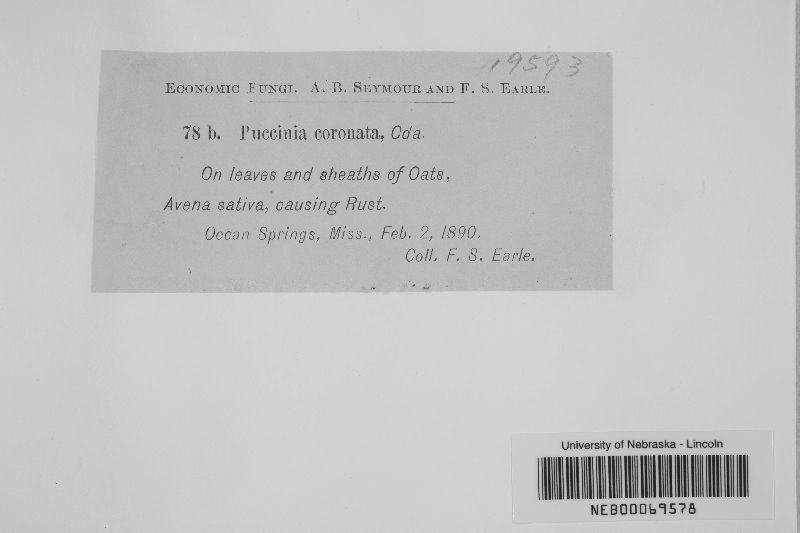 19593
ECONOMIC FUNGI. A. B. SEYMOUR AND F. S. EARLE.
78 b. Puccinia coronata, Cda.
On leaves and sheaths of Oats,
Avena sativa, causing Rust.
Ocean Springs, Miss., Feb. 2, 1890.
Coll. F. S. Earle.
University of Nebraska - Lincoln
NEB00069578